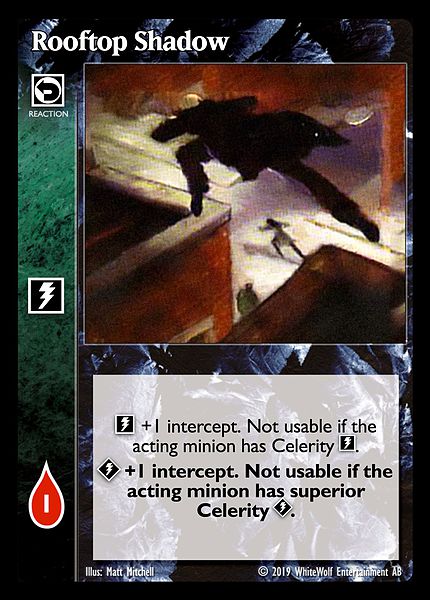 Rooftop Shadow
REACTION
+1 intercept. Not usable if the
acting minion has Celerity .
+1 intercept. Not usable if the
acting minion has superior
Celerity .
1
Illus: Matt Mitchell © 2019 WhiteWolf Entertainment AB